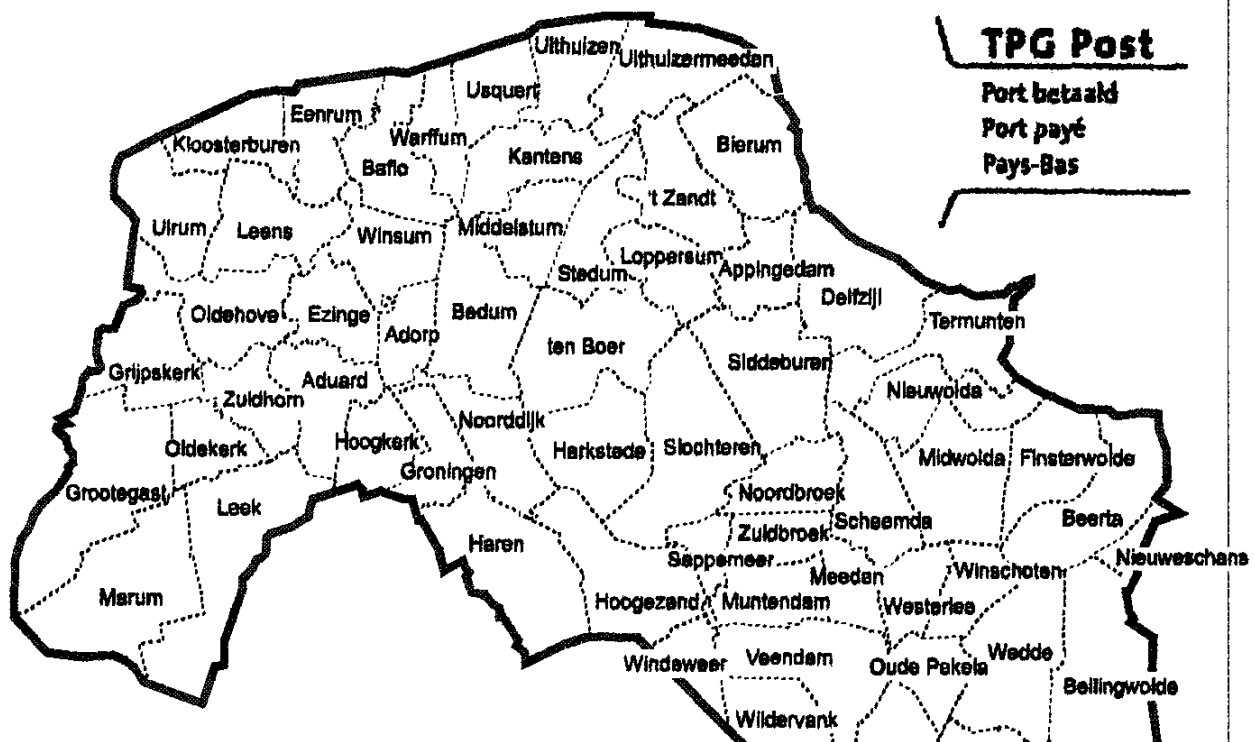 TPG Post
Port betaald
Port payé
Pays-Bas
Uithuizen
Uithuizermeeden
Usquert
Eenrum
Warffum
Kloosterburen
Baflo
Kantens
Bierum
't Zandt
Ulrum
Leens
Winsum
Middelstum
Stedum
Loppersum
Appingedam
Delfzijl
Oldehove
Ezinge
Adorp
Bedum
ten Boer
Termunten
Siddeburen
Grijpskerk
Aduard
Zuidhorn
Nieuwolda
Noorddijk
Oldekerk
Hoogkerk
Groningen
Harkstede
Slochteren
Midwolda
Finsterwolde
Grootegast
Leek
Noordbroek
Scheemda
Beerta
Zuidbroek
Haren
Sappemeer
Meeden
Winschoten
Nieuweschans
Marum
Hoogezand
Muntendam
Westerlee
Windeweer
Veendam
Oude Pekela
Wedde
Bellingwolde
Wildervank